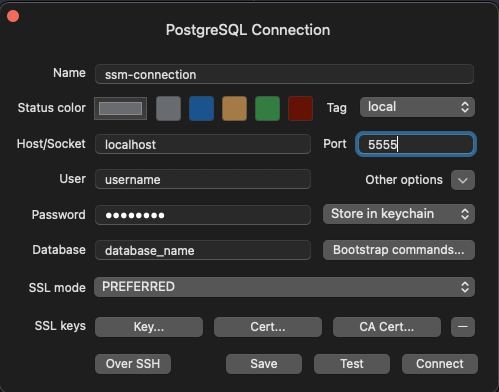 PostgreSQL Connection
Name ssm-connection
Status color Tag local
Host/Socket localhost Port 5555
User username Other options
Password ●●●●●●●● Store in keychain
Database database_name Bootstrap commands...
SSL mode PREFERRED
SSL keys Key... Cert... CA Cert...
Over SSH Save Test Connect